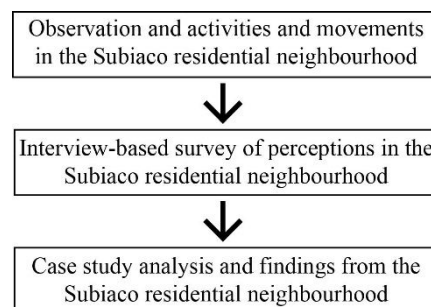 Observation and activities and movements
in the Subiaco residential neighbourhood
Interview-based survey of perceptions in the
Subiaco residential neighbourhood
Case study analysis and findings from the
Subiaco residential neighbourhood